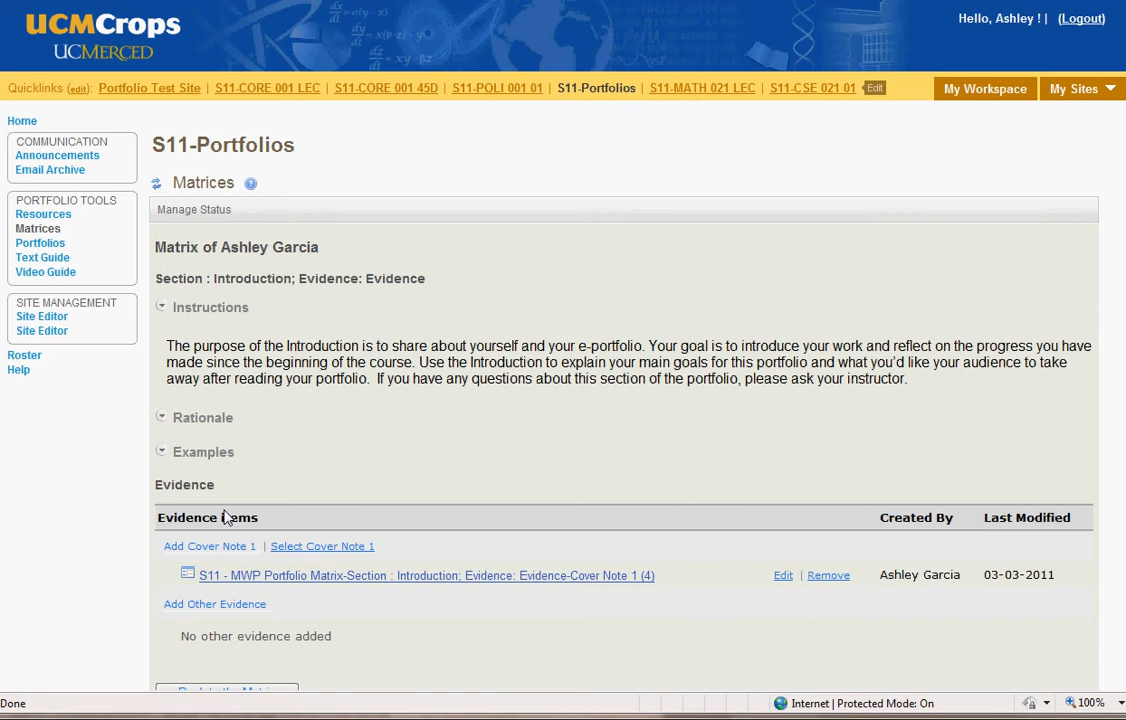 UCMCrops
UCMERCED
Hello, Ashley ! | (Logout)
Quicklinks (edit): Portfolio Test Site | S11-CORE 001 LEC | S11-CORE 001 45D | S11-POLI 001 01 | S11-Portfolios | S11-MATH 021 LEC | S11-CSE 021 01 Edit
My Workspace
My Sites
Home
COMMUNICATION
Announcements
Email Archive
PORTFOLIO TOOLS
Resources
Matrices
Portfolios
Text Guide
Video Guide
SITE MANAGEMENT
Site Editor
Site Editor
Roster
Help
S11-Portfolios
Matrices
Manage Status
Matrix of Ashley Garcia
Section : Introduction; Evidence: Evidence
Instructions
The purpose of the Introduction is to share about yourself and your e-portfolio. Your goal is to introduce your work and reflect on the progress you have
made since the beginning of the course. Use the Introduction to explain your main goals for this portfolio and what you'd like your audience to take
away after reading your portfolio. If you have any questions about this section of the portfolio, please ask your instructor.
Rationale
Examples
Evidence
Evidence items Created By Last Modified
Add Cover Note 1 | Select Cover Note 1
S11 - MWP Portfolio Matrix-Section : Introduction; Evidence: Evidence-Cover Note 1 (4) Edit | Remove Ashley Garcia 03-03-2011
Add Other Evidence
No other evidence added
Done
Internet | Protected Mode: On
100%